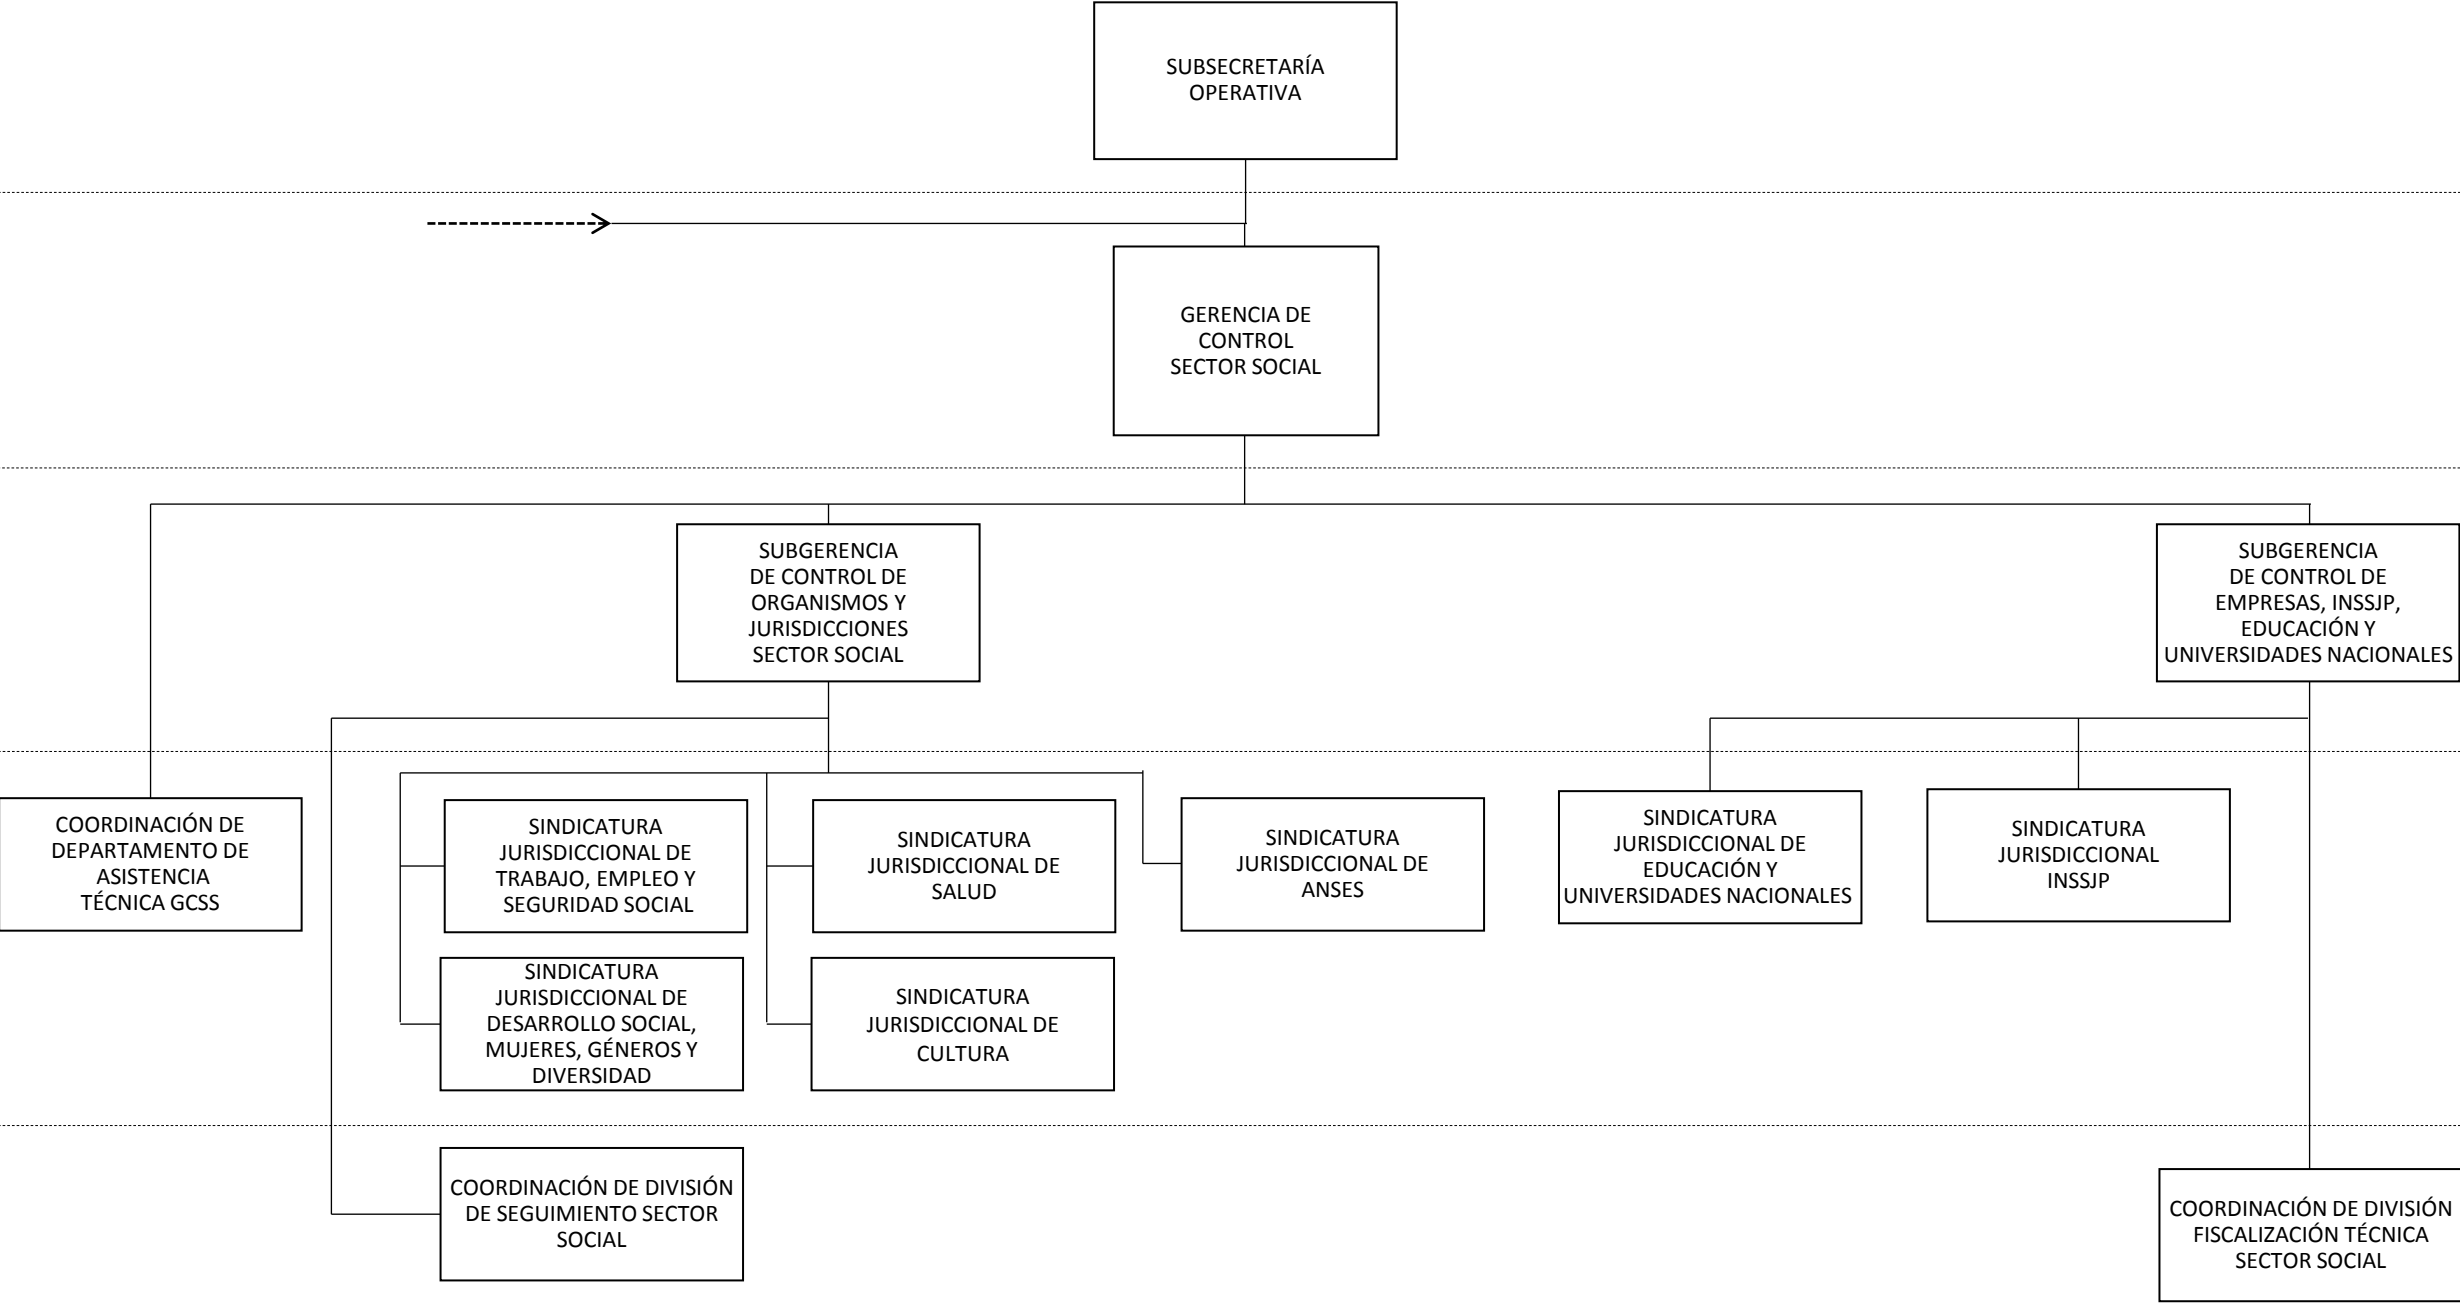 SUBSECRETARÍA
OPERATIVA
GERENCIA DE
CONTROL
SECTOR SOCIAL
SUBGERENCIA
DE CONTROL DE
ORGANISMOS Y
JURISDICCIONES
SECTOR SOCIAL
SUBGERENCIA
DE CONTROL DE
EMPRESAS, INSSJP,
EDUCACIÓN Y
UNIVERSIDADES NACIONALES
COORDINACIÓN DE
DEPARTAMENTO DE
ASISTENCIA
TÉCNICA GCSS
SINDICATURA
JURISDICCIONAL DE
TRABAJO, EMPLEO Y
SEGURIDAD SOCIAL
SINDICATURA
JURISDICCIONAL DE
SALUD
SINDICATURA
JURISDICCIONAL DE
ANSES
SINDICATURA
JURISDICCIONAL DE
EDUCACIÓN Y
UNIVERSIDADES NACIONALES
SINDICATURA
JURISDICCIONAL
INSSJP
SINDICATURA
JURISDICCIONAL DE
DESARROLLO SOCIAL,
MUJERES, GÉNEROS Y
DIVERSIDAD
SINDICATURA
JURISDICCIONAL DE
CULTURA
COORDINACIÓN DE DIVISIÓN
DE SEGUIMIENTO SECTOR
SOCIAL
COORDINACIÓN DE DIVISIÓN
FISCALIZACIÓN TÉCNICA
SECTOR SOCIAL